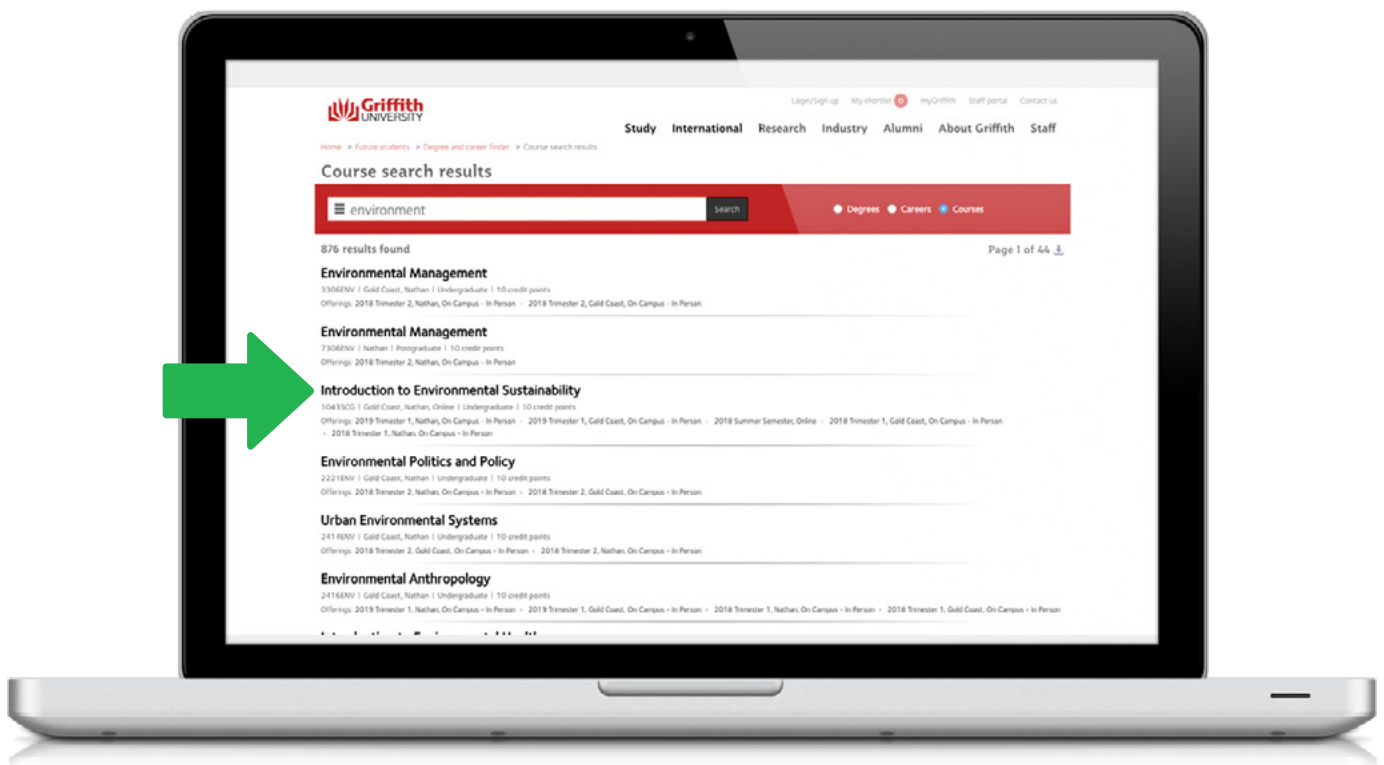 Griffith
UNIVERSITY
Login/Sign up My shortlist 0 myGriffith Staff portal Contact us
Study International Research Industry Alumni About Griffith Staff
Home > Future students > Degree and career finder > Course search results
Course search results
environment Search Degrees Careers Courses
876 results found Page 1 of 44
Environmental Management
3306ENV | Gold Coast, Nathan | Undergraduate | 10 credit points
Offerings: 2018 Trimester 2, Nathan, On Campus - In Person - 2018 Trimester 2, Gold Coast, On Campus - In Person
Environmental Management
7306ENV | Nathan | Postgraduate | 10 credit points
Offerings: 2018 Trimester 2, Nathan, On Campus - In Person
Introduction to Environmental Sustainability
1043SCG | Gold Coast, Nathan, Online | Undergraduate | 10 credit points
Offerings: 2019 Trimester 1, Nathan, On Campus - In Person - 2019 Trimester 1, Gold Coast, On Campus - In Person - 2018 Summer Semester, Online - 2018 Trimester 1, Gold Coast, On Campus - In Person
- 2018 Trimester 1, Nathan, On Campus - In Person
Environmental Politics and Policy
2221ENV | Gold Coast, Nathan | Undergraduate | 10 credit points
Offerings: 2018 Trimester 2, Nathan, On Campus - In Person - 2018 Trimester 2, Gold Coast, On Campus - In Person
Urban Environmental Systems
2414ENV | Gold Coast, Nathan | Undergraduate | 10 credit points
Offerings: 2018 Trimester 2, Gold Coast, On Campus - In Person - 2018 Trimester 2, Nathan, On Campus - In Person
Environmental Anthropology
2416ENV | Gold Coast, Nathan | Undergraduate | 10 credit points
Offerings: 2019 Trimester 1, Nathan, On Campus - In Person - 2019 Trimester 1, Gold Coast, On Campus - In Person - 2018 Trimester 1, Nathan, On Campus - In Person - 2018 Trimester 1, Gold Coast, On Campus - In Person